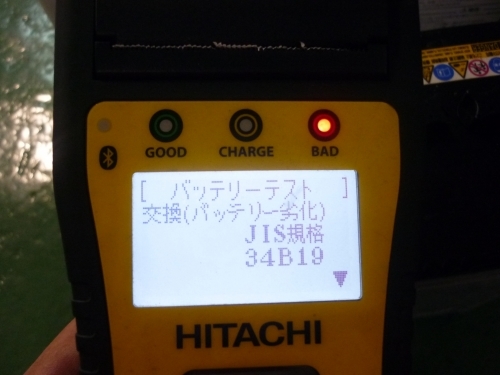 GOOD CHARGE BAD
[ バッテリーテスト ]
交換(バッテリー劣化)
JIS規格
34B19
HITACHI